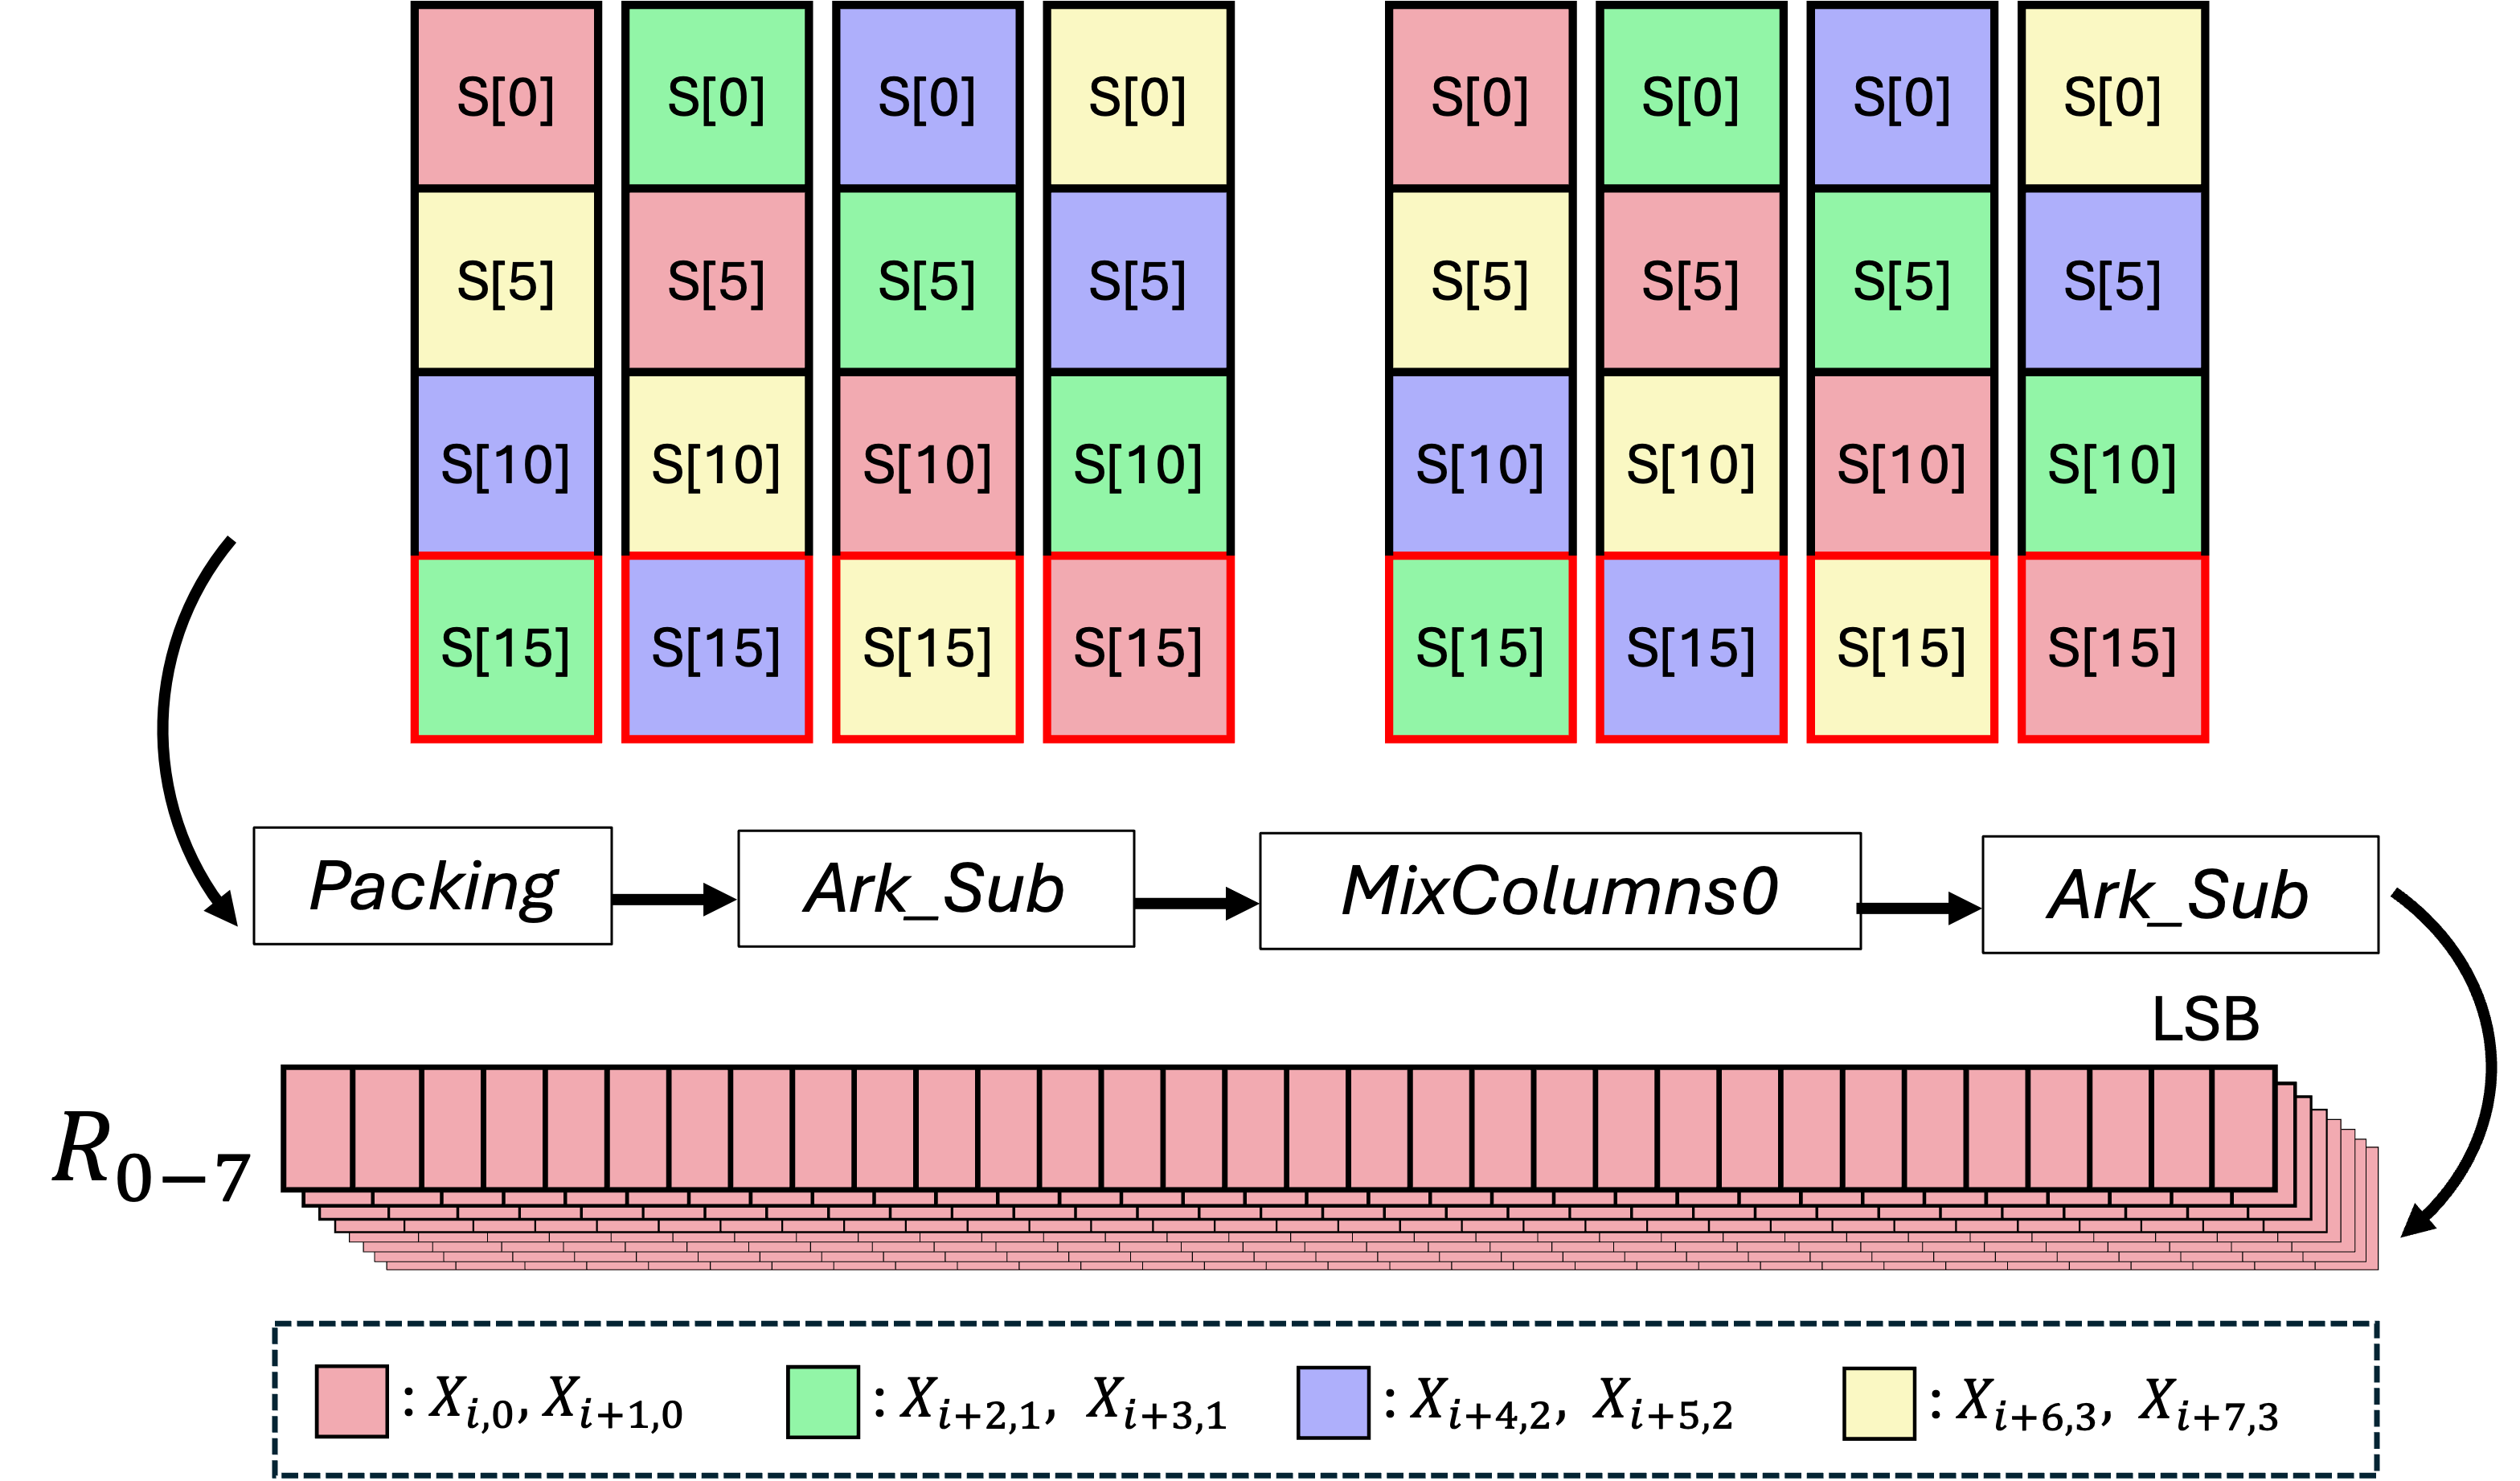 S[0] S[0] S[0] S[0] S[0] S[0] S[0] S[0]
S[5] S[5] S[5] S[5] S[5] S[5] S[5] S[5]
S[10] S[10] S[10] S[10] S[10] S[10] S[10] S[10]
S[15] S[15] S[15] S[15] S[15] S[15] S[15] S[15]
Packing Ark_Sub MixColumns0 Ark_Sub
LSB
R0−7
: Xi,0, Xi+1,0 : Xi+2,1, Xi+3,1 : Xi+4,2, Xi+5,2 : Xi+6,3, Xi+7,3